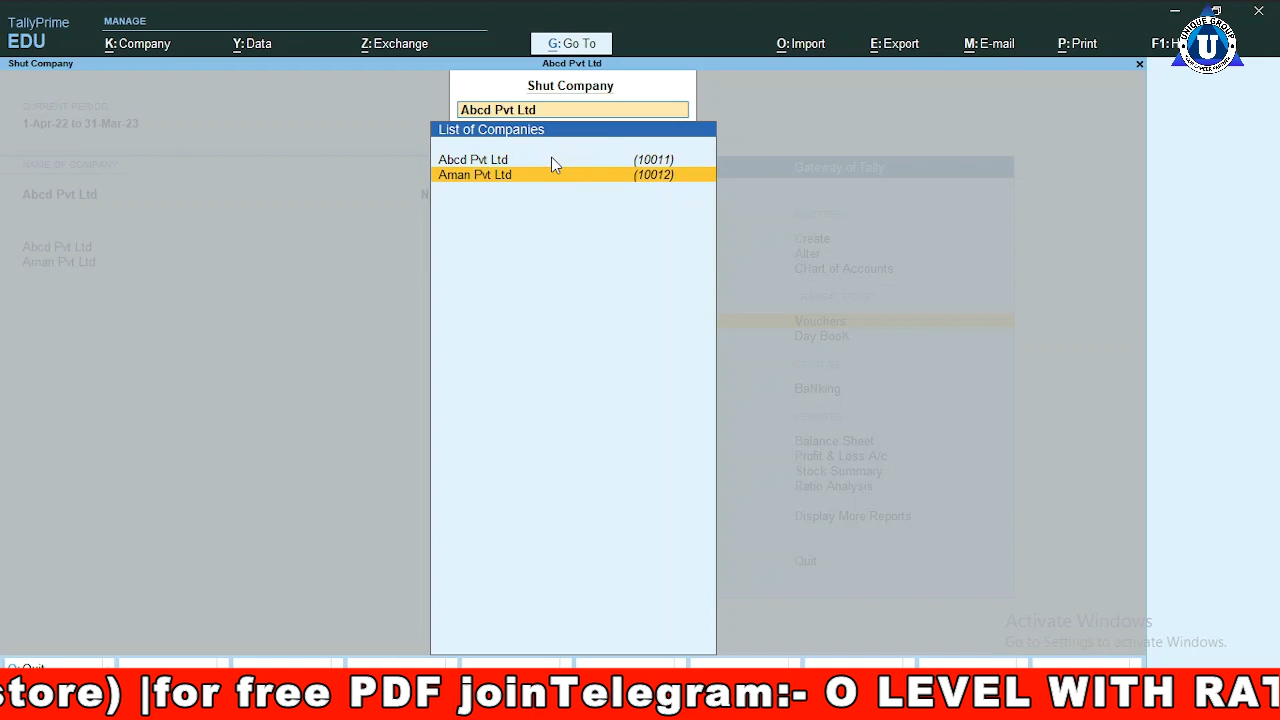 TallyPrime
EDU
MANAGE
K:Company
Y:Data
Z:Exchange
G: Go To
O:Import
E:Export
M:E-mail
P:Print
UNIQUE GROUP
U
Shut Company
Abcd Pvt Ltd
×
Shut Company
Abcd Pvt Ltd
List of Companies
Abcd Pvt Ltd (10011)
Aman Pvt Ltd (10012)
CURRENT PERIOD
1-Apr-22 to 31-Mar-23
NAME OF COMPANY
Abcd Pvt Ltd
N
Abcd Pvt Ltd
Aman Pvt Ltd
Gateway of Tally
Create
Alter
CHart of Accounts
Vouchers
Day BooK
BaNking
Balance Sheet
Profit & Loss A/c
Stock Summary
Ratio Analysis
Display More Reports
Quit
Activate Windows
Go to Settings to activate Windows.
Q: Quit
store) |for free PDF joinTelegram:- O LEVEL WITH RAT